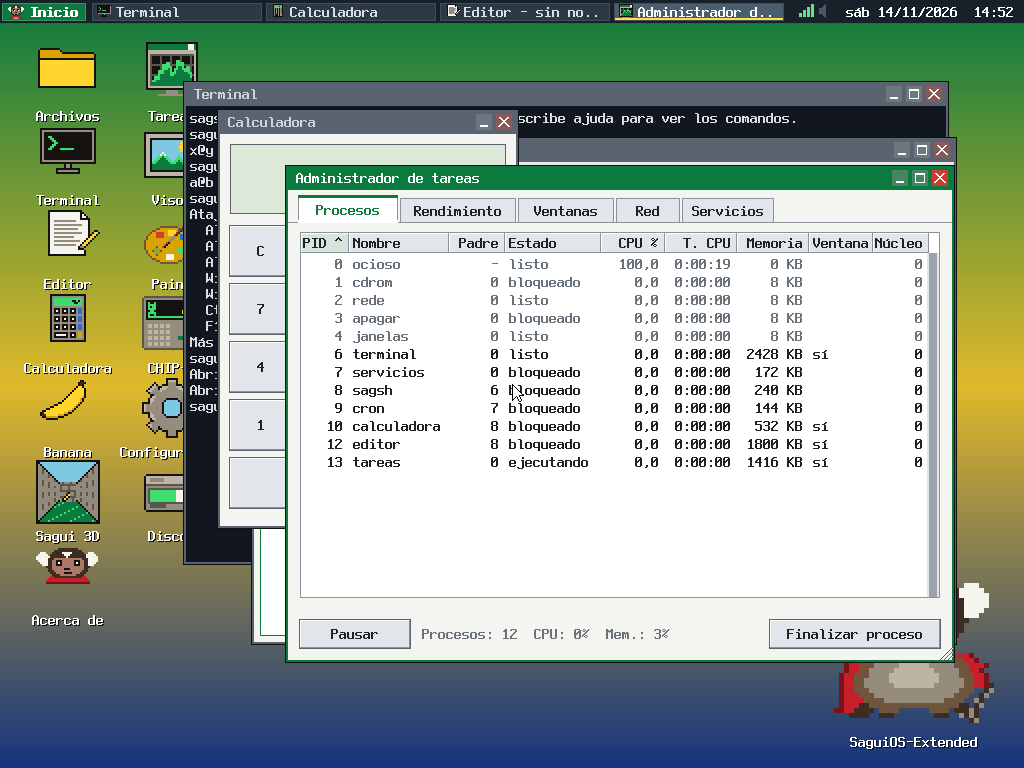 Inicio Terminal Calculadora Editor - sin no.. Administrador d.. sáb 14/11/2026 14:52
Archivos
Terminal
Editor
Calculadora
Banana
Sagui 3D
Acerca de
Terminal
scribe ajuda para ver los comandos.
x@y
a@b
Más
Calculadora
C
7
4
1
Administrador de tareas
Procesos Rendimiento Ventanas Red Servicios
PID ^ Nombre Padre Estado CPU % T. CPU Memoria Ventana Núcleo
0 ocioso - listo 100,0 0:00:19 0 KB 0
1 cdrom 0 bloqueado 0,0 0:00:00 8 KB 0
2 rede 0 listo 0,0 0:00:00 8 KB 0
3 apagar 0 bloqueado 0,0 0:00:00 8 KB 0
4 janelas 0 listo 0,0 0:00:00 8 KB 0
6 terminal 0 listo 0,0 0:00:00 2428 KB sí 0
7 servicios 0 bloqueado 0,0 0:00:00 172 KB 0
8 sagsh 6 bloqueado 0,0 0:00:00 240 KB 0
9 cron 7 bloqueado 0,0 0:00:00 144 KB 0
10 calculadora 8 bloqueado 0,0 0:00:00 532 KB sí 0
12 editor 8 bloqueado 0,0 0:00:00 1800 KB sí 0
13 tareas 0 ejecutando 0,0 0:00:00 1416 KB sí 0
Pausar Procesos: 12 CPU: 0% Mem.: 3% Finalizar proceso
SaguiOS-Extended